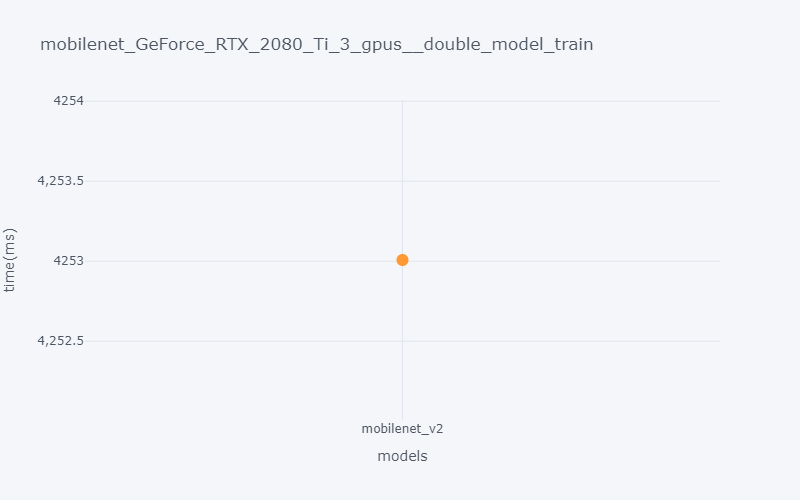 mobilenet_GeForce_RTX_2080_Ti_3_gpus__double_model_train
4254
4,253.5
4253
4,252.5
time(ms)
mobilenet_v2
models